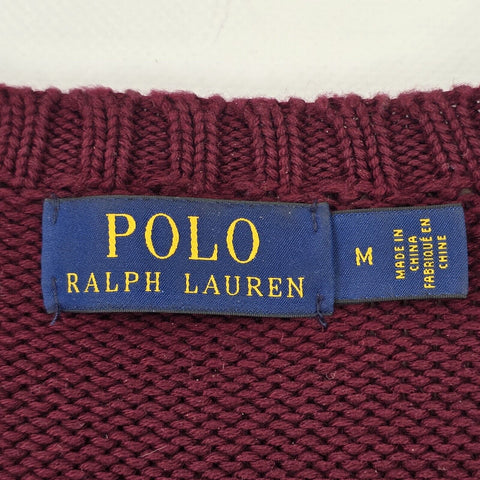 POLO
RALPH LAUREN
M
MADE IN
CHINA
FABRIQUÉ EN
CHINE